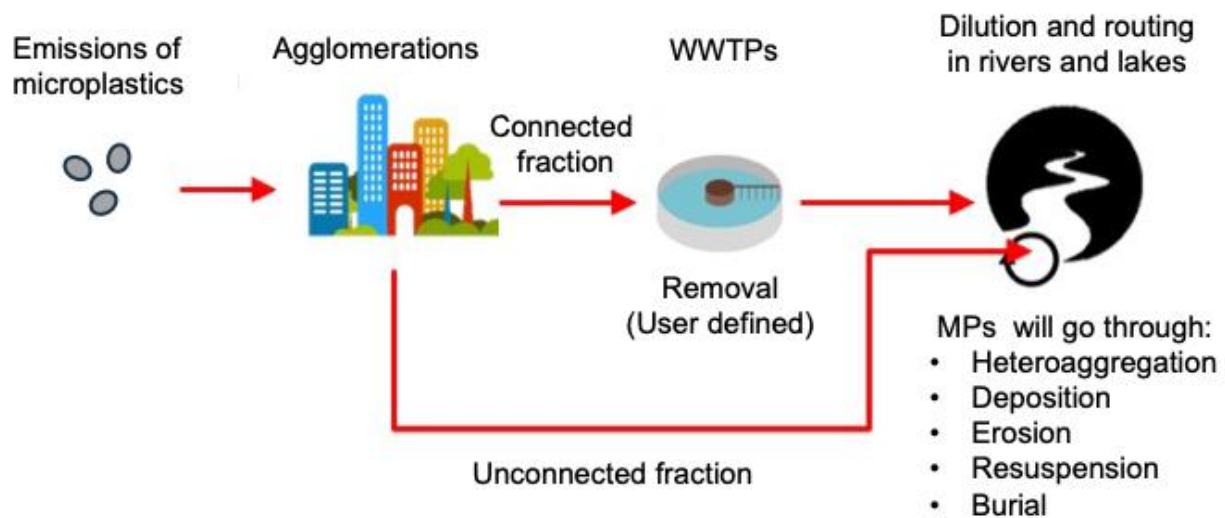 Emissions of
microplastics
Agglomerations
Connected
fraction
WWTPs
Removal
(User defined)
Dilution and routing
in rivers and lakes
MPs will go through:
• Heteroaggregation
• Deposition
• Erosion
• Resuspension
• Burial
Unconnected fraction